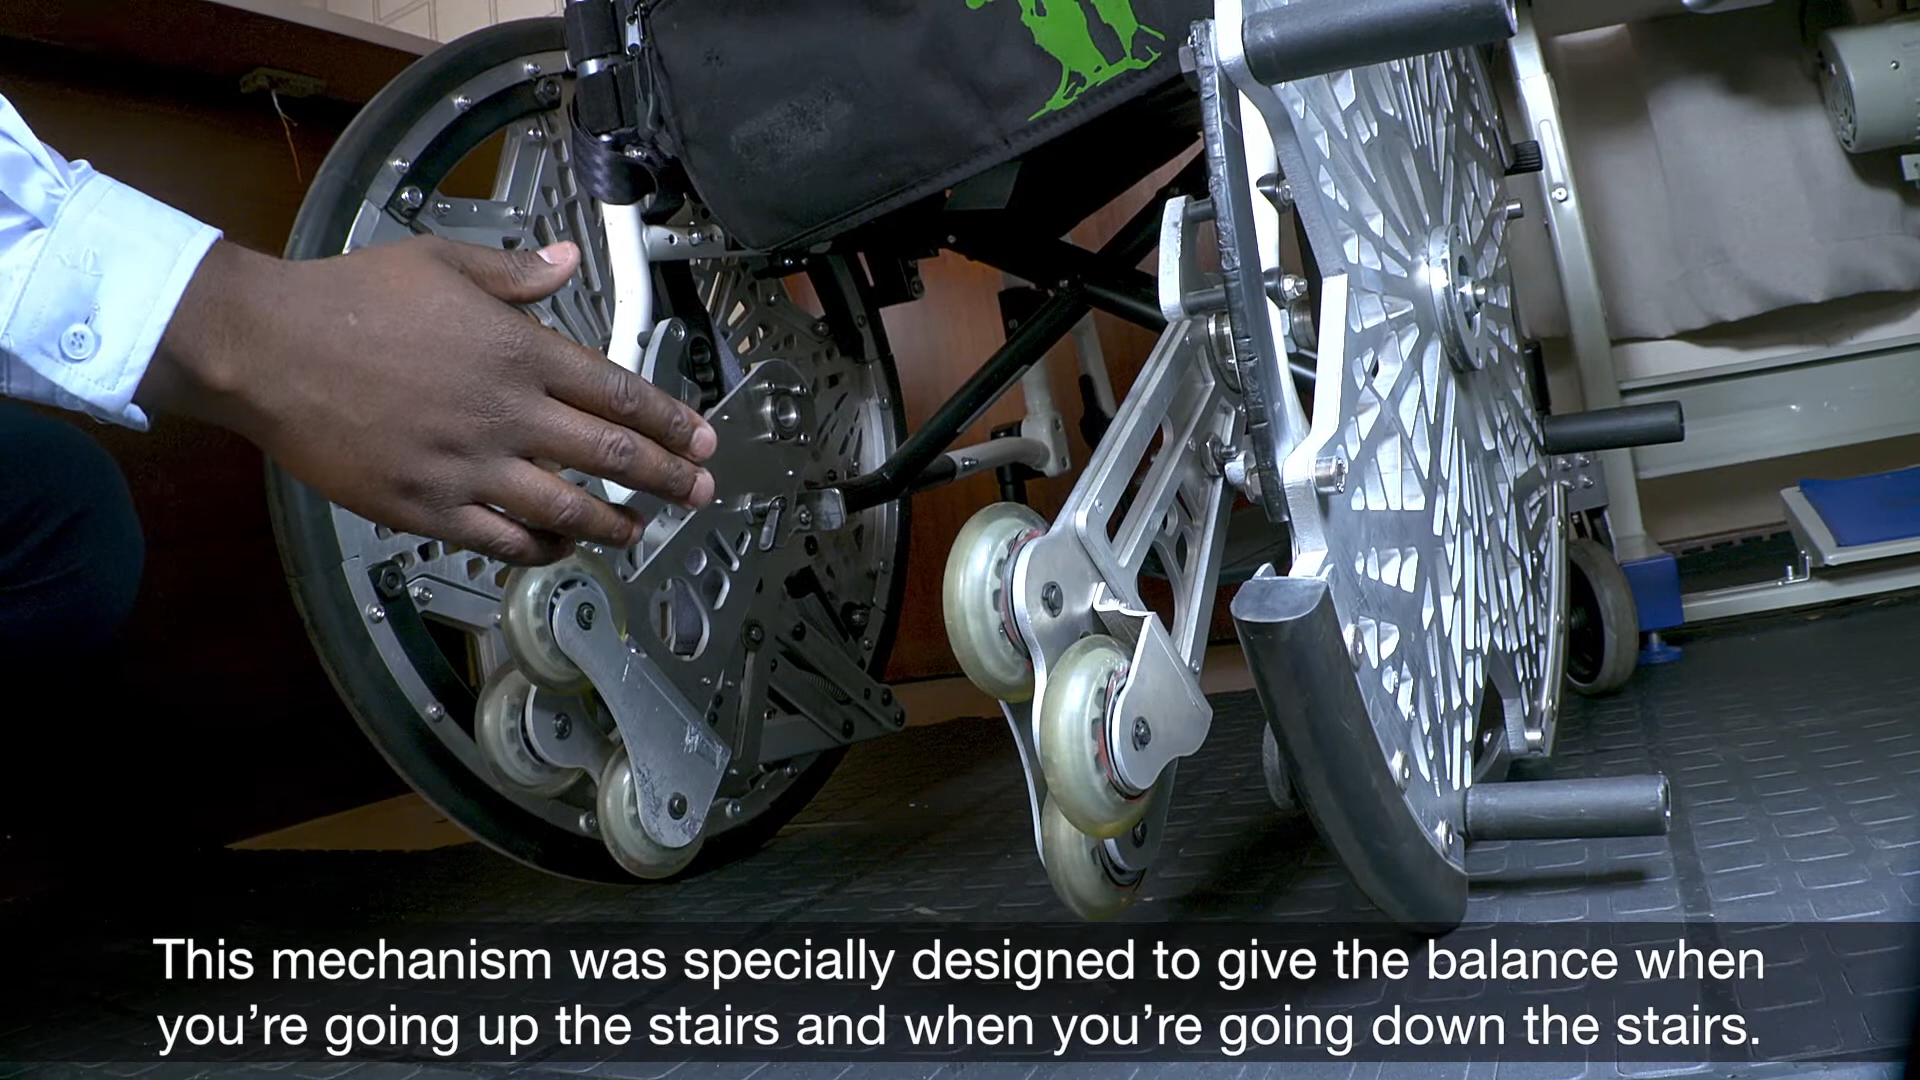 This mechanism was specially designed to give the balance when
you’re going up the stairs and when you’re going down the stairs.